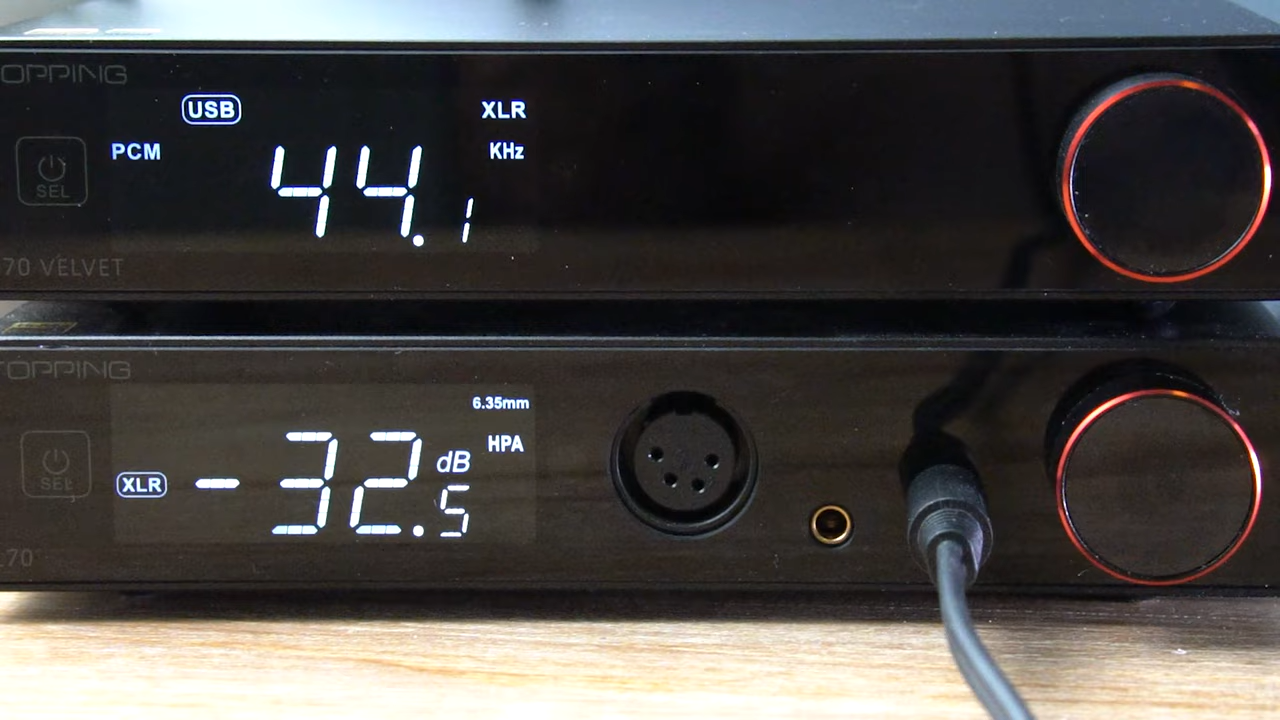 OPPING
USB
XLR
PCM
KHz
44.1
SEL
70 VELVET
TOPPING
6.35mm
HPA
XLR
-32.5 dB
SEL
70